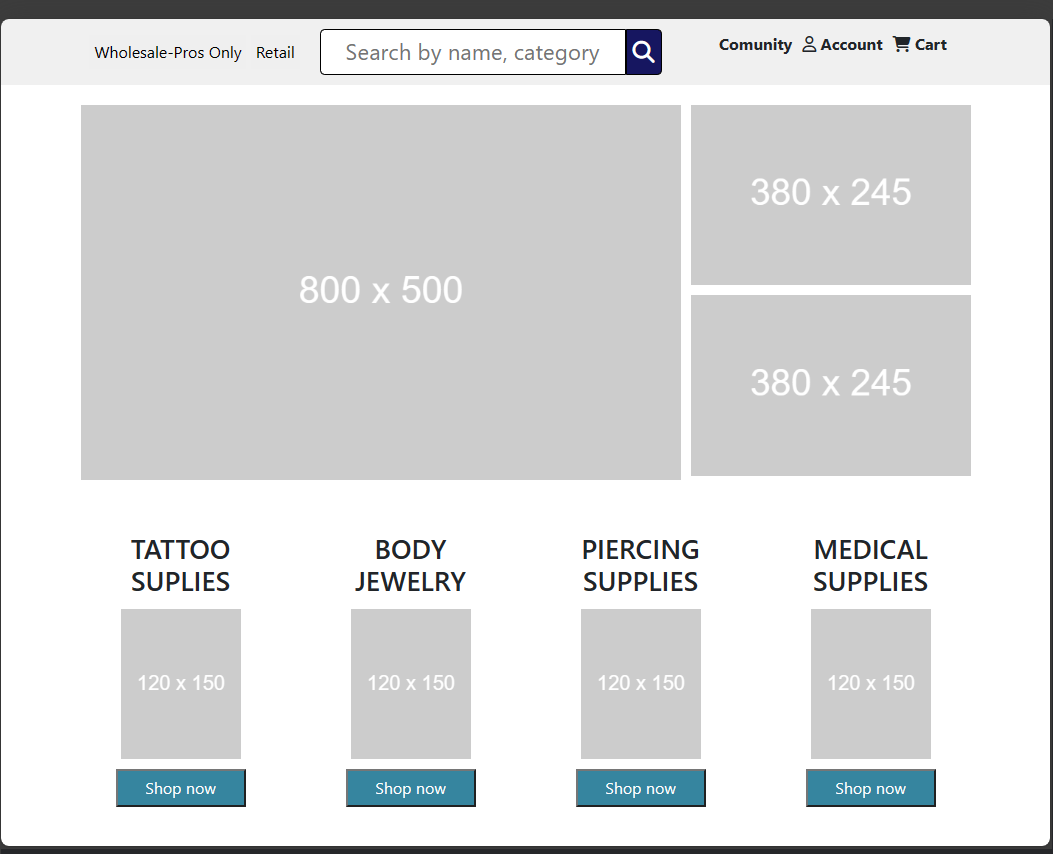 Wholesale-Pros Only Retail Search by name, category Comunity Account Cart
800 x 500
380 x 245
380 x 245
TATTOO
SUPLIES
BODY
JEWELRY
PIERCING
SUPPLIES
MEDICAL
SUPPLIES
120 x 150
120 x 150
120 x 150
120 x 150
Shop now
Shop now
Shop now
Shop now